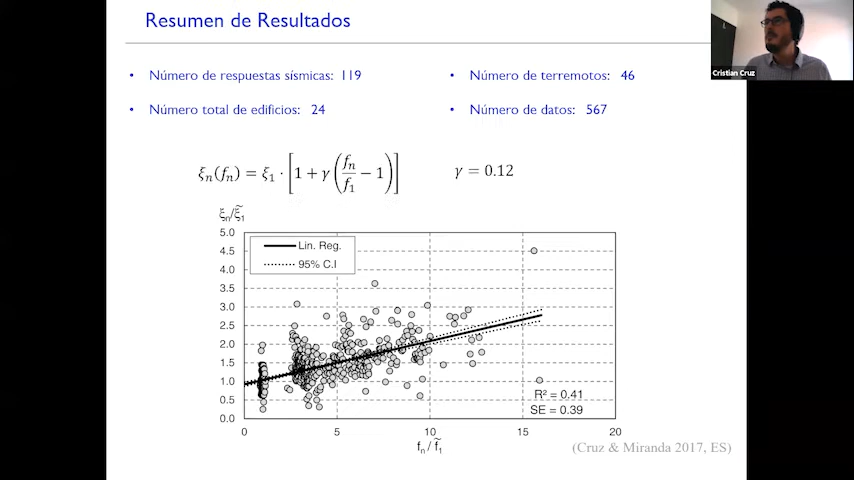 Resumen de Resultados
Cristian Cruz
• Número de respuestas sísmicas: 119
• Número de terremotos: 46
• Número total de edificios: 24
• Número de datos: 567
ξn(fn) = ξ1 · [1 + γ (fn/f1 − 1)]
γ = 0.12
ξn/ξ̃1
5.0
4.5
4.0
3.5
3.0
2.5
2.0
1.5
1.0
0.5
0.0
Lin. Reg.
95% C.I
R² = 0.41
SE = 0.39
0 5 10 15 20
fn / f̃1
(Cruz & Miranda 2017, ES)